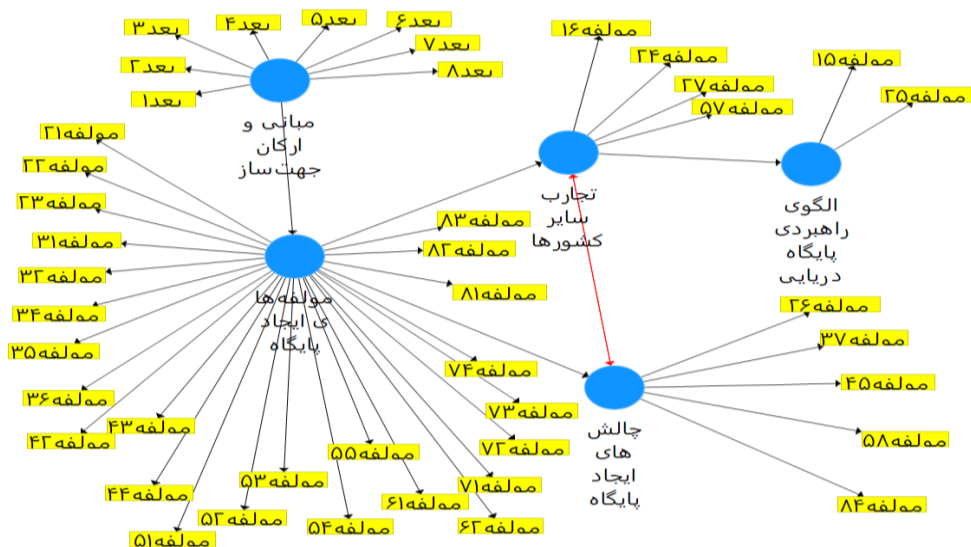 بعد۱
بعد۲
بعد۳
بعد۴
بعد۵
بعد۶
بعد۷
بعد۸
مبانی و
ارکان
جهت‌ساز
مولفه۱۶
مولفه۲۴
مولفه۲۷
مولفه۵۷
تجارب
سایر
کشورها
مولفه۱۵
مولفه۲۵
الگوی
راهبردی
پایگاه
دریایی
مولفه۲۱
مولفه۲۲
مولفه۲۳
مولفه۳۱
مولفه۳۲
مولفه۳۴
مولفه۳۵
مولفه۳۶
مولفه۴۲
مولفه۴۳
مولفه۴۴
مولفه۵۱
مولفه۵۲
مولفه۵۳
مولفه۵۴
مولفه۵۵
مولفه۶۱
مولفه۶۲
مولفه۷۱
مولفه۷۲
مولفه۷۳
مولفه۷۴
مولفه۸۱
مولفه۸۲
مولفه۸۳
مولفه‌ها
ی ایجاد
پایگاه
مولفه۲۶
مولفه۳۷
مولفه۴۵
مولفه۵۸
مولفه۸۴
چالش
های
ایجاد
پایگاه